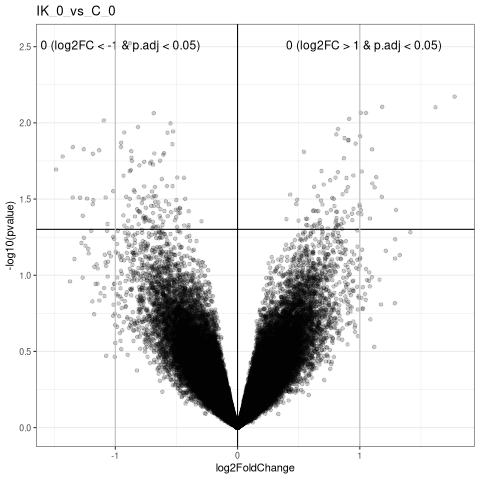 IK_0_vs_C_0
0 (log2FC < -1 & p.adj < 0.05)
0 (log2FC > 1 & p.adj < 0.05)
2.5
2.0
1.5
1.0
0.5
0.0
-log10(pvalue)
-1
0
1
log2FoldChange